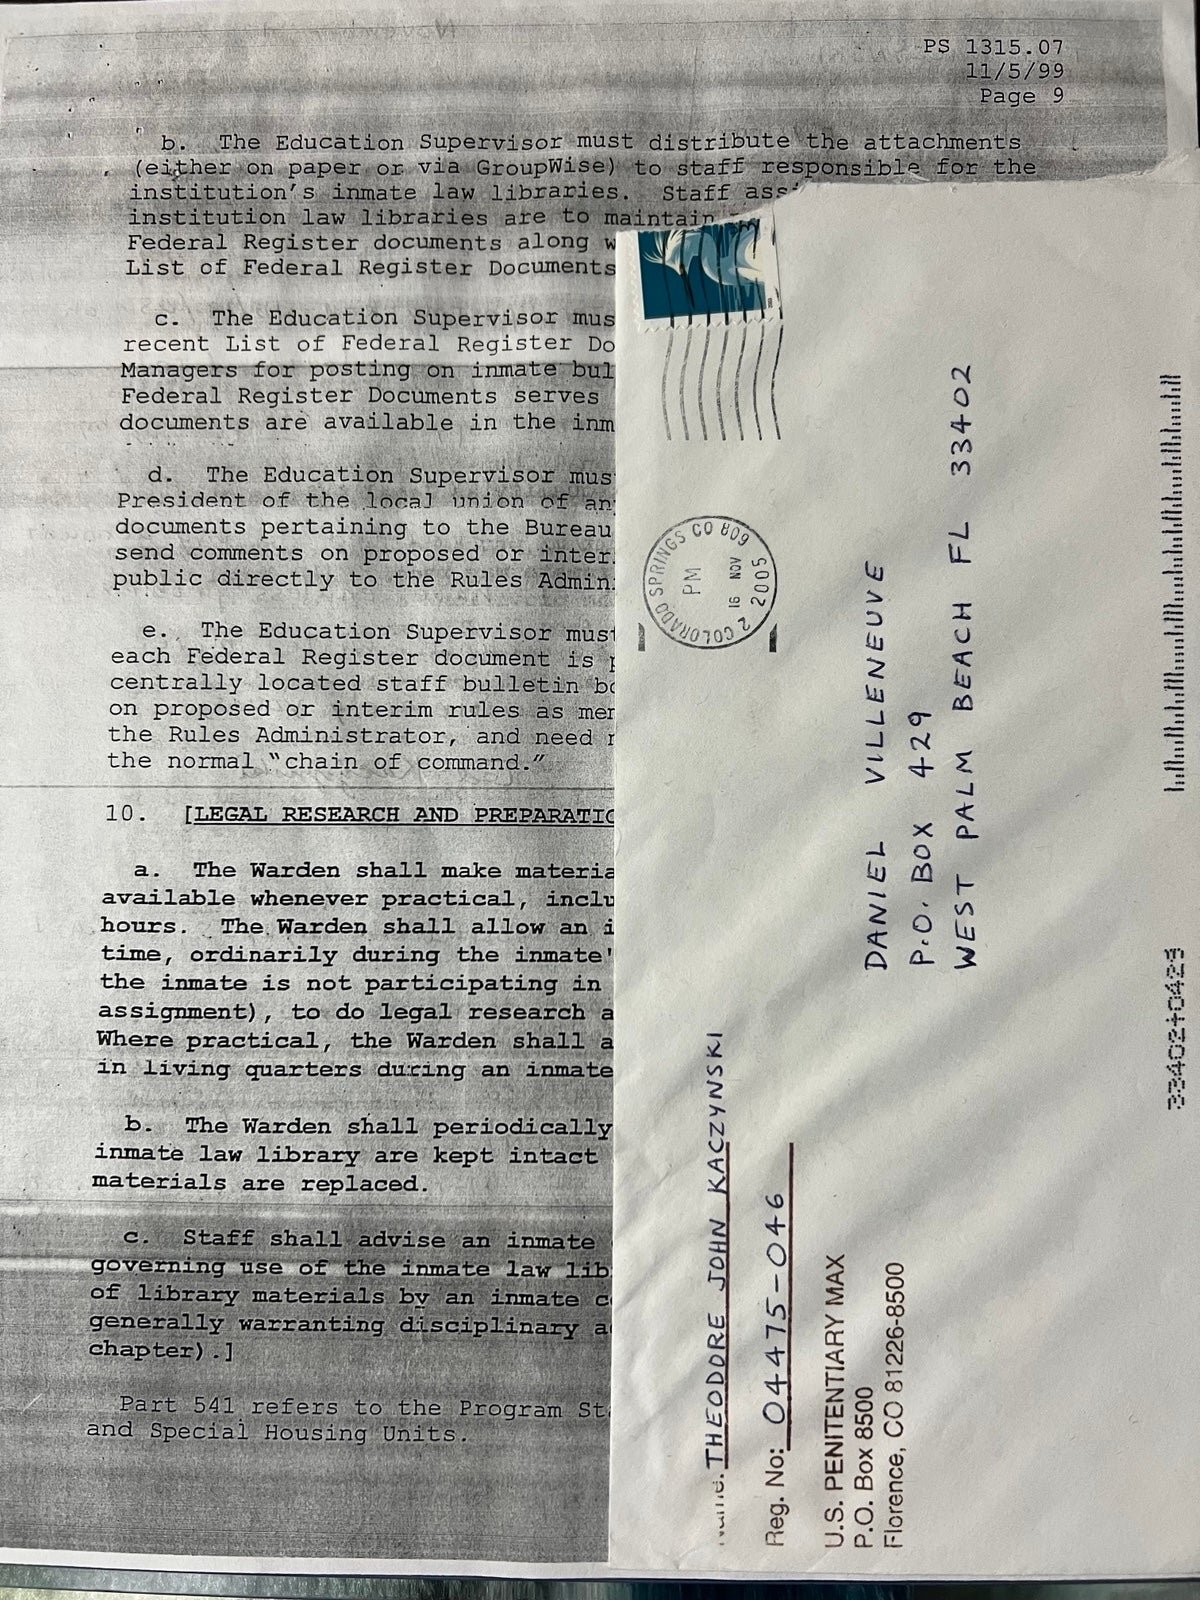 PS 1315.07
11/5/99
Page 9
b. The Education Supervisor must distribute the attachments
(either on paper or via GroupWise) to staff responsible for the
institution's inmate law libraries. Staff
institution law libraries are to maintain
Federal Register documents along
List of Federal Register Documents
c. The Education Supervisor
recent List of Federal Register
Managers for posting on inmate
Federal Register Documents serves
documents are available in the
d. The Education Supervisor
President of the local union of
documents pertaining to the Bureau
send comments on proposed or
public directly to the Rules
e. The Education Supervisor
each Federal Register document is
centrally located staff bulletin
on proposed or interim rules as
the Rules Administrator, and need
the normal "chain of command."
10. [LEGAL RESEARCH AND
a. The Warden shall make
available whenever practical,
hours. The Warden shall allow an
time, ordinarily during the inmate'
the inmate is not participating in
assignment), to do legal research
Where practical, the Warden shall
in living quarters during an inmate
b. The Warden shall periodically
inmate law library are kept intact
materials are replaced.
c. Staff shall advise an inmate
governing use of the inmate law
of library materials by an inmate
generally warranting disciplinary
chapter).]
Part 541 refers to the Program
and Special Housing Units.
COLORADO SPRINGS CO 809 2
PM
16 NOV
2005
DANIEL VILLENEUVE
P.O. BOX 429
WEST PALM BEACH FL 33402
THEODORE JOHN KACZYNSKI
Reg. No: 04475-046
U.S. PENITENTIARY MAX
P.O. Box 8500
Florence, CO 81226-8500